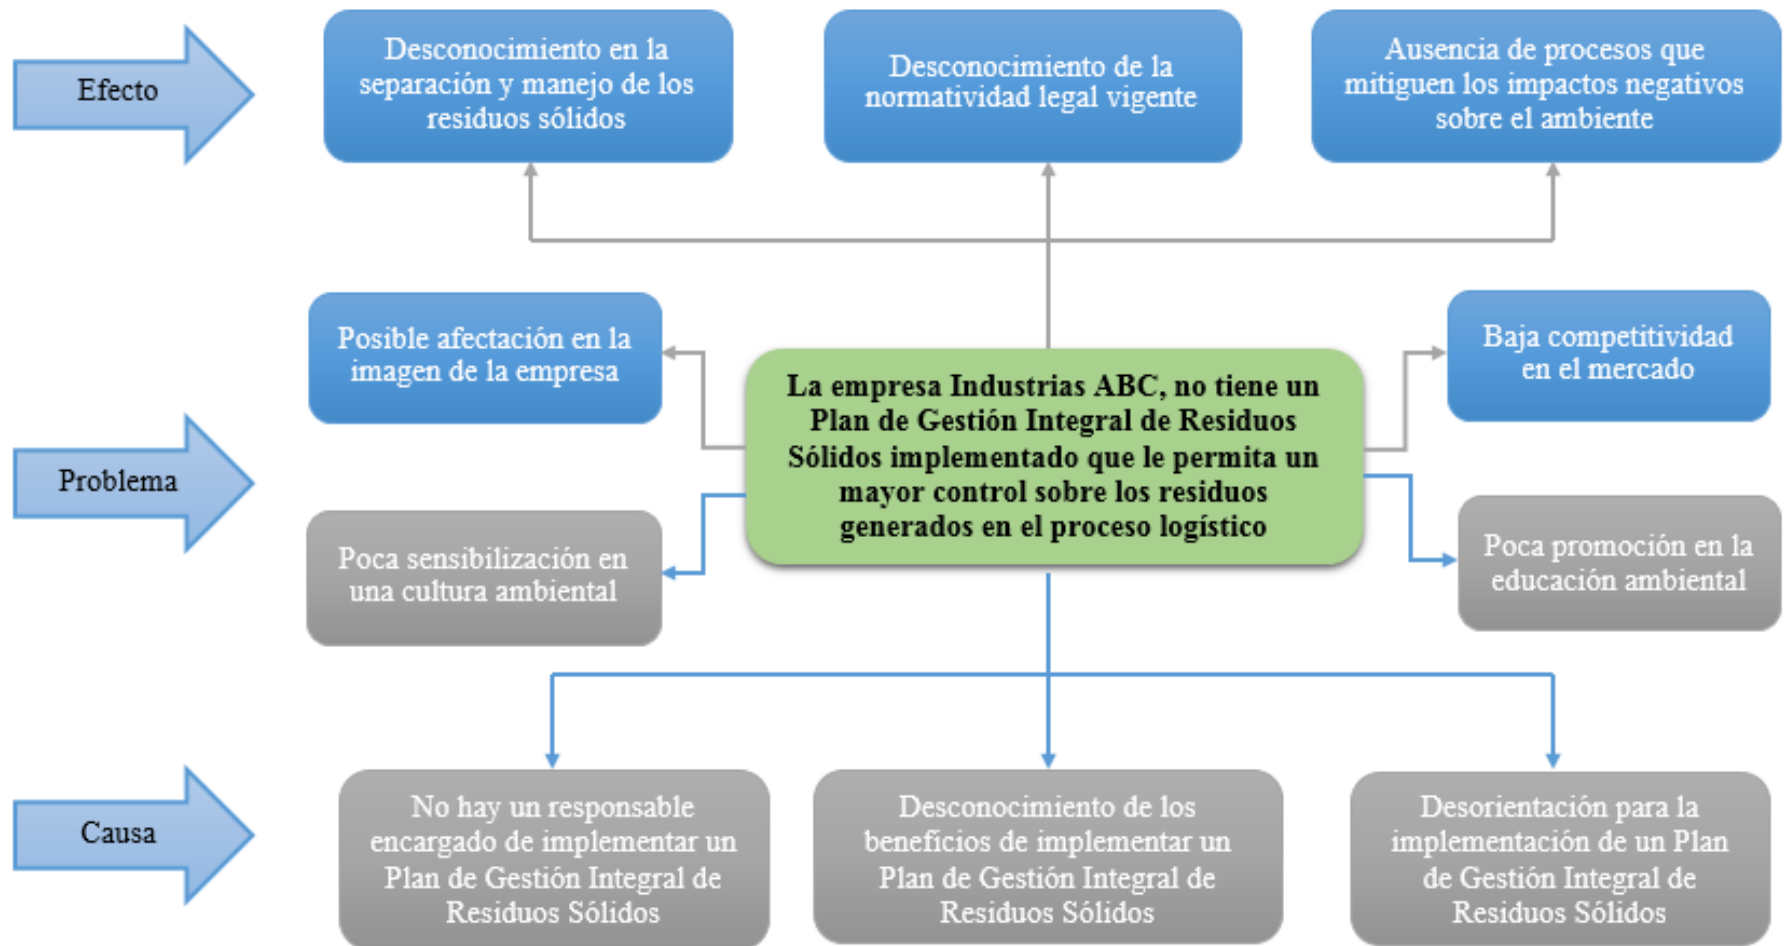 Efecto
Desconocimiento en la
separación y manejo de los
residuos sólidos
Desconocimiento de la
normatividad legal vigente
Ausencia de procesos que
mitiguen los impactos negativos
sobre el ambiente
Posible afectación en la
imagen de la empresa
Baja competitividad
en el mercado
Problema
La empresa Industrias ABC, no tiene un
Plan de Gestión Integral de Residuos
Sólidos implementado que le permita un
mayor control sobre los residuos
generados en el proceso logístico
Poca sensibilización en
una cultura ambiental
Poca promoción en la
educación ambiental
Causa
No hay un responsable
encargado de implementar un
Plan de Gestión Integral de
Residuos Sólidos
Desconocimiento de los
beneficios de implementar un
Plan de Gestión Integral de
Residuos Sólidos
Desorientación para la
implementación de un Plan
de Gestión Integral de
Residuos Sólidos